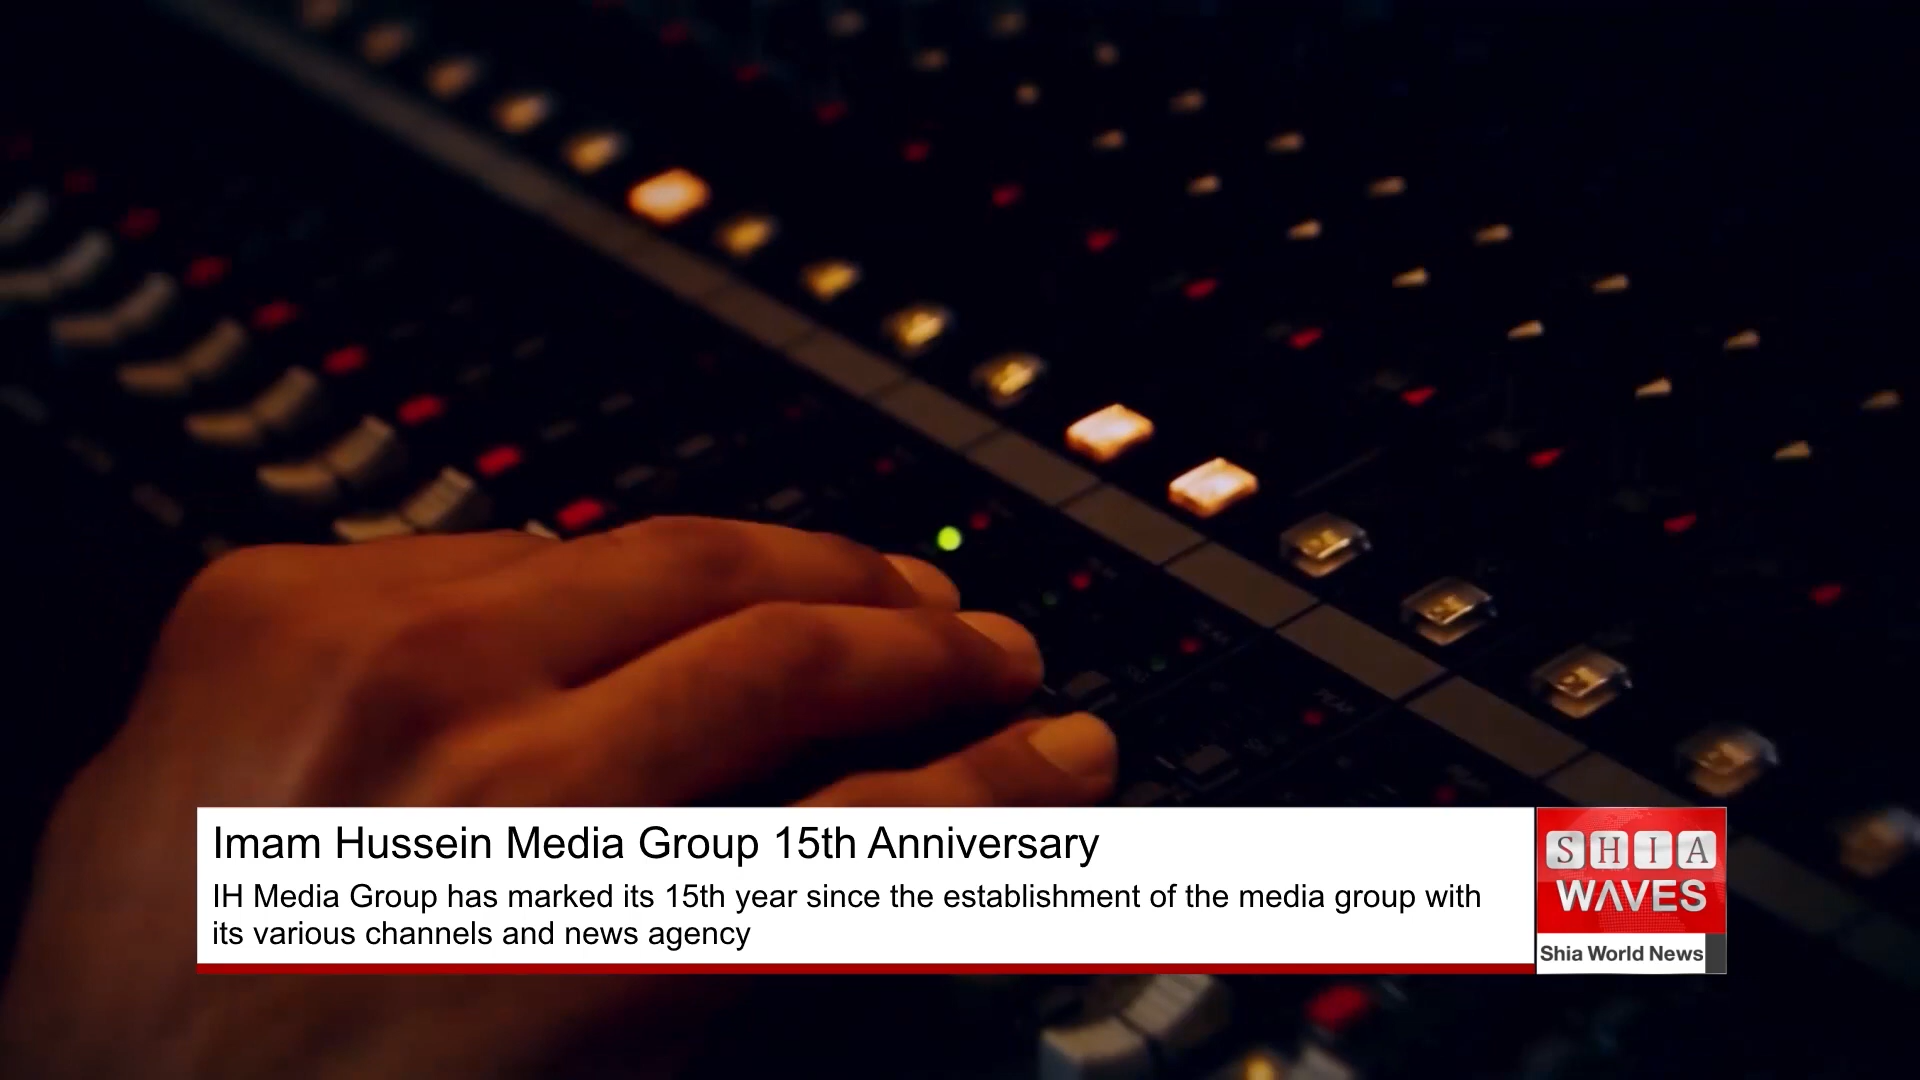 Imam Hussein Media Group 15th Anniversary
IH Media Group has marked its 15th year since the establishment of the media group with
its various channels and news agency
SHIA
WAVES
Shia World News